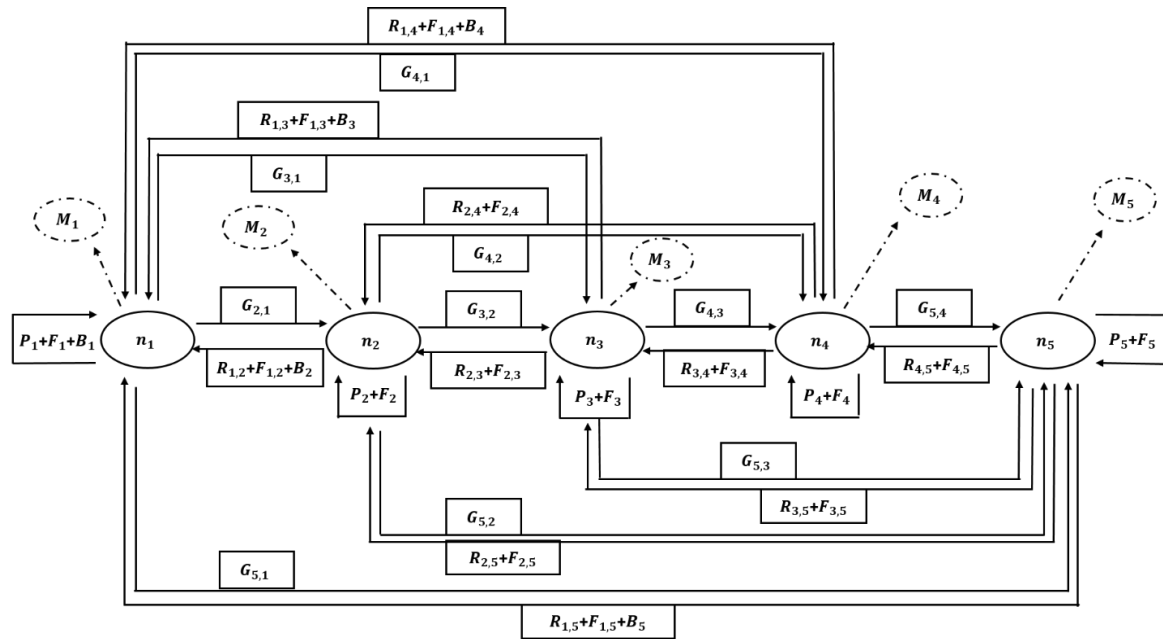 R₁,₄+F₁,₄+B₄
G₄,₁
R₁,₃+F₁,₃+B₃
G₃,₁
R₂,₄+F₂,₄
G₄,₂
M₁
M₂
M₃
M₄
M₅
G₂,₁
G₃,₂
G₄,₃
G₅,₄
P₁+F₁+B₁
n₁
n₂
n₃
n₄
n₅
P₅+F₅
R₁,₂+F₁,₂+B₂
R₂,₃+F₂,₃
R₃,₄+F₃,₄
R₄,₅+F₄,₅
P₂+F₂
P₃+F₃
P₄+F₄
G₅,₃
R₃,₅+F₃,₅
G₅,₂
R₂,₅+F₂,₅
G₅,₁
R₁,₅+F₁,₅+B₅